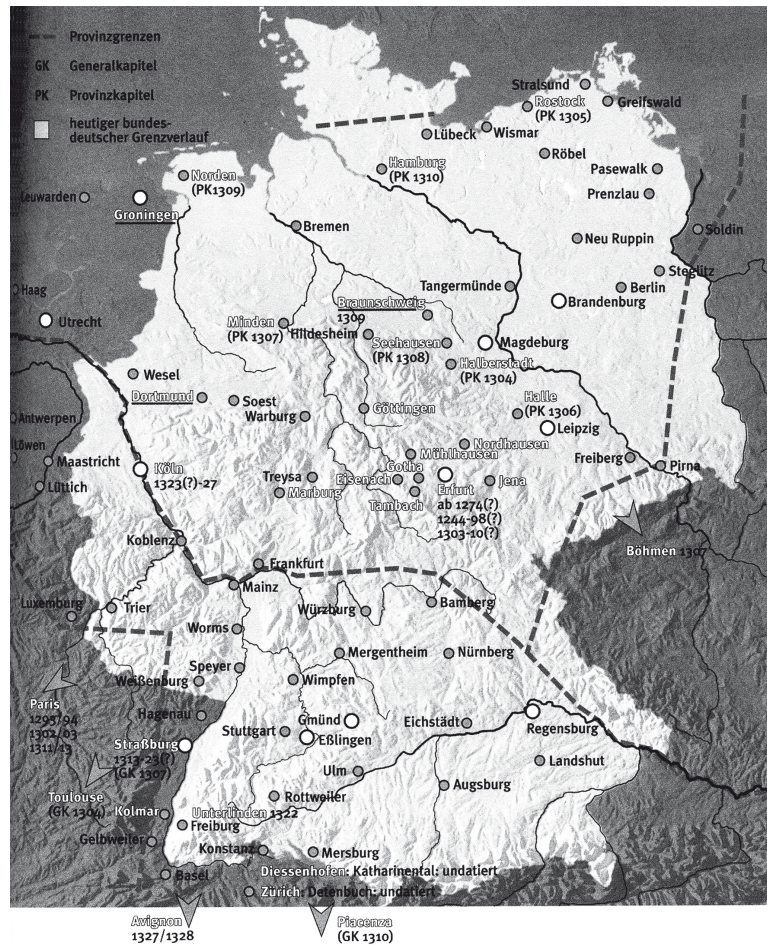 Provinzgrenzen
GK Generalkapitel
PK Provinzkapitel
heutiger bundes-
deutscher Grenzverlauf
Stralsund
Rostock
(PK 1305)
Greifswald
Lübeck
Wismar
Hamburg
(PK 1310)
Röbel
Pasewalk
Prenzlau
Norden
(PK1309)
Leuwarden
Groningen
Bremen
Neu Ruppin
Soldin
Steglitz
Haag
Tangermünde
Berlin
Brandenburg
Braunschweig
1309
Utrecht
Minden
(PK 1307)
Hildesheim
Seehausen
(PK 1308)
Magdeburg
Halberstadt
(PK 1304)
Wesel
Dortmund
Soest
Warburg
Göttingen
Halle
(PK 1306)
Leipzig
Antwerpen
Löwen
Maastricht
Lüttich
Köln
1323(?)-27
Nordhausen
Mühlhausen
Gotha
Eisenach
Tambach
Erfurt
ab 1274(?)
1244-98(?)
1303-10(?)
Jena
Freiberg
Pirna
Treysa
Marburg
Böhmen 1307
Koblenz
Frankfurt
Mainz
Luxemburg
Trier
Würzburg
Bamberg
Worms
Mergentheim
Nürnberg
Speyer
Weißenburg
Wimpfen
Paris
1293/94
1302/03
1311/13
Hagenau
Gmünd
Stuttgart
Eßlingen
Eichstädt
Regensburg
Straßburg
1313-23(?)
(GK 1307)
Landshut
Ulm
Augsburg
Toulouse
(GK 1304)
Kolmar
Rottweiler
Unterlinden 1322
Freiburg
Gebweiler
Konstanz
Mersburg
Basel
Diessenhofen: Katharinental: undatiert
Zürich: Detenbuch: undatiert
Avignon
1327/1328
Piacenza
(GK 1310)